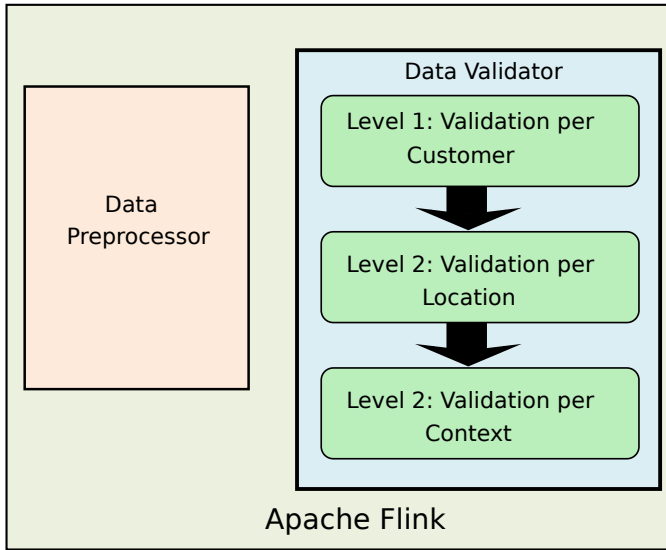 Data
Preprocessor
Data Validator
Level 1: Validation per
Customer
Level 2: Validation per
Location
Level 2: Validation per
Context
Apache Flink